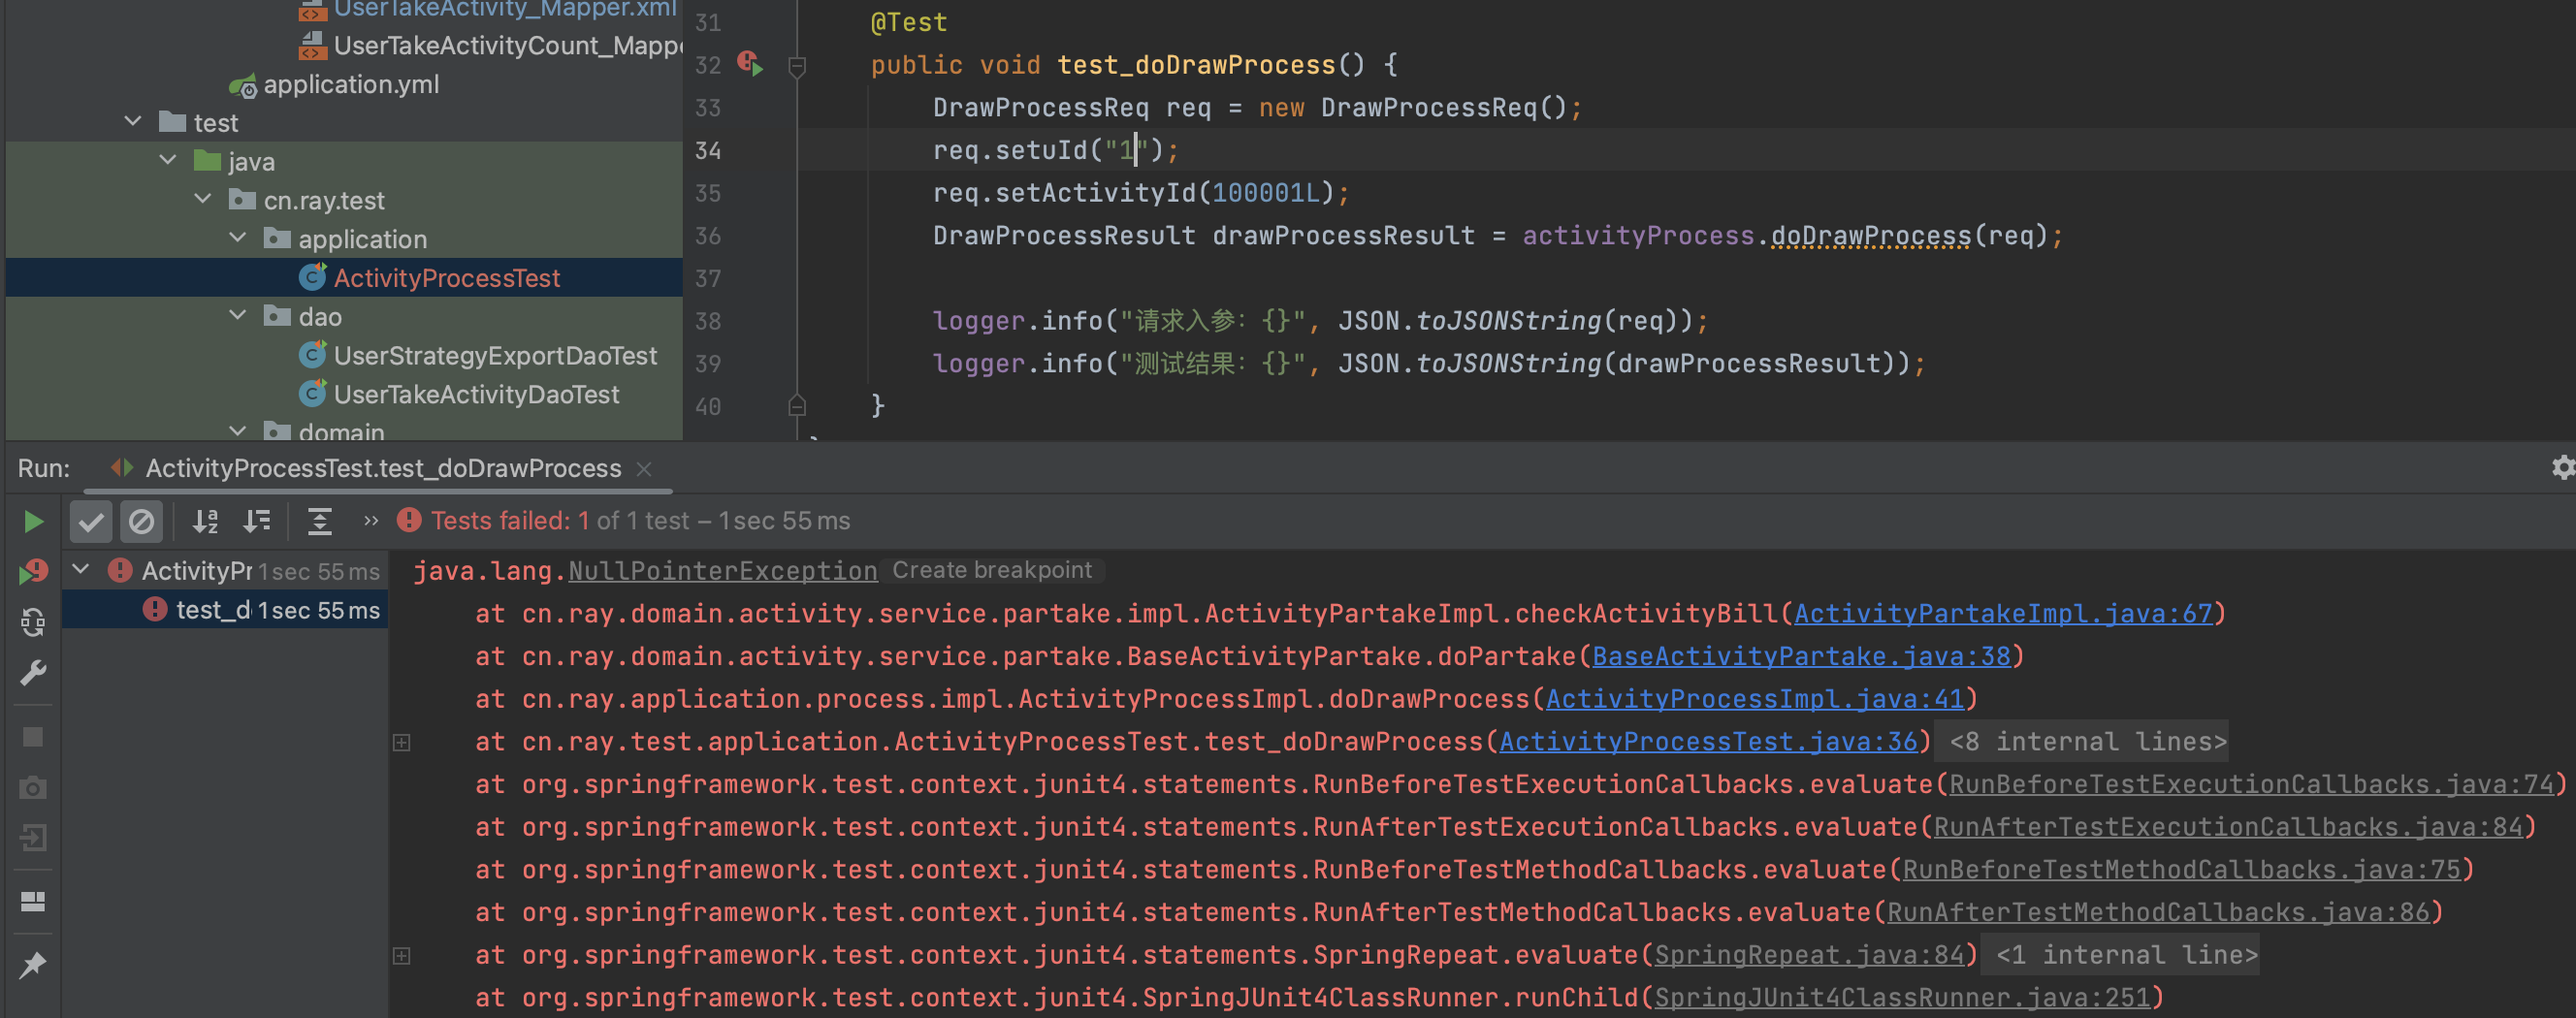 UserTakeActivity_Mapper.xml
UserTakeActivityCount_Mappe
application.yml
test
java
cn.ray.test
application
ActivityProcessTest
dao
UserStrategyExportDaoTest
UserTakeActivityDaoTest
domain
31 @Test
32 public void test_doDrawProcess() {
33 DrawProcessReq req = new DrawProcessReq();
34 req.setuId("1");
35 req.setActivityId(100001L);
36 DrawProcessResult drawProcessResult = activityProcess.doDrawProcess(req);
37
38 logger.info("请求入参：{}", JSON.toJSONString(req));
39 logger.info("测试结果：{}", JSON.toJSONString(drawProcessResult));
40 }
Run: ActivityProcessTest.test_doDrawProcess
Tests failed: 1 of 1 test – 1 sec 55 ms
ActivityPr 1 sec 55 ms
test_d 1 sec 55 ms
java.lang.NullPointerException Create breakpoint
at cn.ray.domain.activity.service.partake.impl.ActivityPartakeImpl.checkActivityBill(ActivityPartakeImpl.java:67)
at cn.ray.domain.activity.service.partake.BaseActivityPartake.doPartake(BaseActivityPartake.java:38)
at cn.ray.application.process.impl.ActivityProcessImpl.doDrawProcess(ActivityProcessImpl.java:41)
at cn.ray.test.application.ActivityProcessTest.test_doDrawProcess(ActivityProcessTest.java:36) <8 internal lines>
at org.springframework.test.context.junit4.statements.RunBeforeTestExecutionCallbacks.evaluate(RunBeforeTestExecutionCallbacks.java:74)
at org.springframework.test.context.junit4.statements.RunAfterTestExecutionCallbacks.evaluate(RunAfterTestExecutionCallbacks.java:84)
at org.springframework.test.context.junit4.statements.RunBeforeTestMethodCallbacks.evaluate(RunBeforeTestMethodCallbacks.java:75)
at org.springframework.test.context.junit4.statements.RunAfterTestMethodCallbacks.evaluate(RunAfterTestMethodCallbacks.java:86)
at org.springframework.test.context.junit4.statements.SpringRepeat.evaluate(SpringRepeat.java:84) <1 internal line>
at org.springframework.test.context.junit4.SpringJUnit4ClassRunner.runChild(SpringJUnit4ClassRunner.java:251)